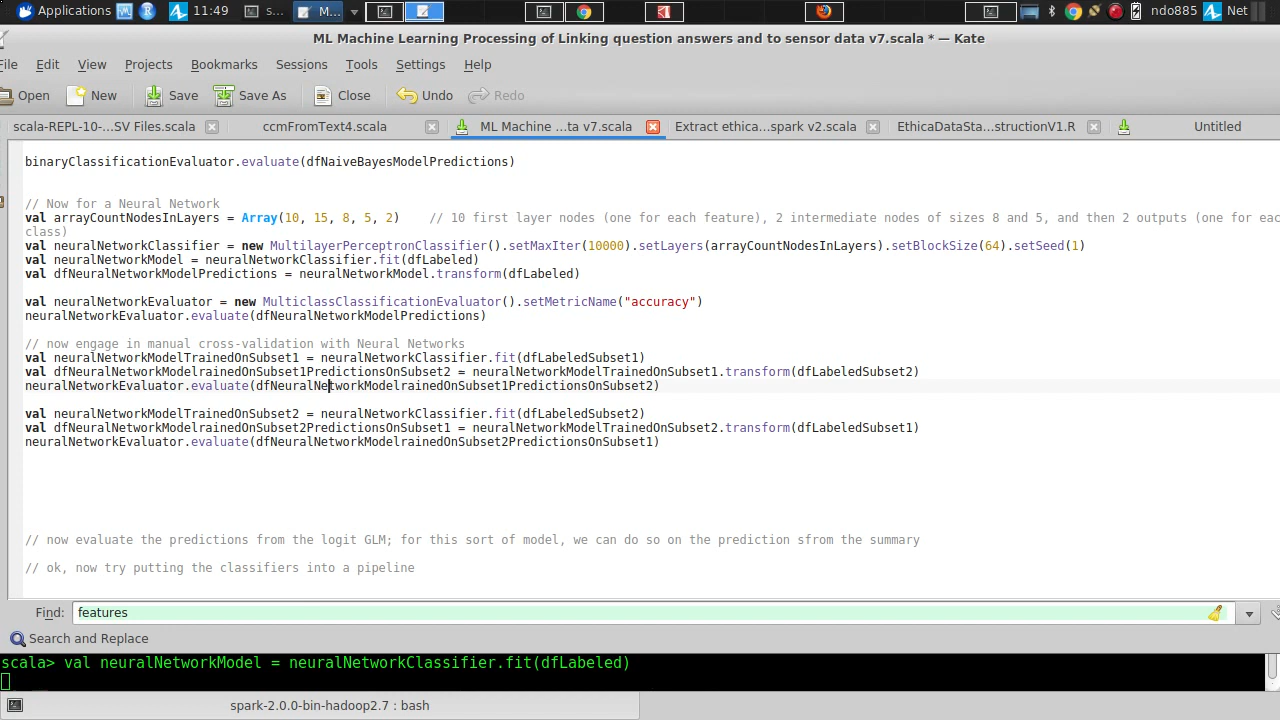 Applications 11:49 s... M... ndo885 Net
ML Machine Learning Processing of Linking question answers and to sensor data v7.scala * — Kate
File Edit View Projects Bookmarks Sessions Tools Settings Help
Open New Save Save As Close Undo Redo
scala-REPL-10-...SV Files.scala ccmFromText4.scala ML Machine ...ta v7.scala Extract ethica...spark v2.scala EthicaDataSta...structionV1.R Untitled
binaryClassificationEvaluator.evaluate(dfNaiveBayesModelPredictions)
// Now for a Neural Network
val arrayCountNodesInLayers = Array(10, 15, 8, 5, 2)    // 10 first layer nodes (one for each feature), 2 intermediate nodes of sizes 8 and 5, and then 2 outputs (one for eac
class)
val neuralNetworkClassifier = new MultilayerPerceptronClassifier().setMaxIter(10000).setLayers(arrayCountNodesInLayers).setBlockSize(64).setSeed(1)
val neuralNetworkModel = neuralNetworkClassifier.fit(dfLabeled)
val dfNeuralNetworkModelPredictions = neuralNetworkModel.transform(dfLabeled)
val neuralNetworkEvaluator = new MulticlassClassificationEvaluator().setMetricName("accuracy")
neuralNetworkEvaluator.evaluate(dfNeuralNetworkModelPredictions)
// now engage in manual cross-validation with Neural Networks
val neuralNetworkModelTrainedOnSubset1 = neuralNetworkClassifier.fit(dfLabeledSubset1)
val dfNeuralNetworkModelrainedOnSubset1PredictionsOnSubset2 = neuralNetworkModelTrainedOnSubset1.transform(dfLabeledSubset2)
neuralNetworkEvaluator.evaluate(dfNeuralNetworkModelrainedOnSubset1PredictionsOnSubset2)
val neuralNetworkModelTrainedOnSubset2 = neuralNetworkClassifier.fit(dfLabeledSubset2)
val dfNeuralNetworkModelrainedOnSubset2PredictionsOnSubset1 = neuralNetworkModelTrainedOnSubset2.transform(dfLabeledSubset1)
neuralNetworkEvaluator.evaluate(dfNeuralNetworkModelrainedOnSubset2PredictionsOnSubset1)
// now evaluate the predictions from the logit GLM; for this sort of model, we can do so on the prediction sfrom the summary
// ok, now try putting the classifiers into a pipeline
Find: features
Search and Replace
scala> val neuralNetworkModel = neuralNetworkClassifier.fit(dfLabeled)
spark-2.0.0-bin-hadoop2.7 : bash